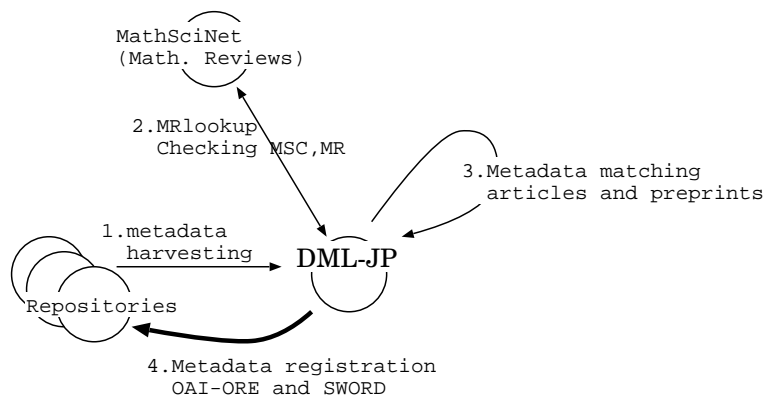 MathSciNet
(Math. Reviews)
2.MRlookup
Checking MSC,MR
3.Metadata matching
articles and preprints
1.metadata
harvesting
DML-JP
Repositories
4.Metadata registration
OAI-ORE and SWORD